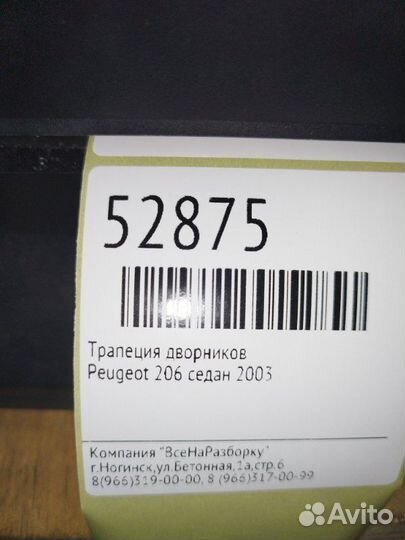 52875
Трапеция дворников
Peugeot 206 седан 2003
Компания "ВсеНаРазборку"
г.Ногинск,ул.Бетонная,1а,стр.6
8(966)319-00-00, 8 (966)317-00-99
Avito